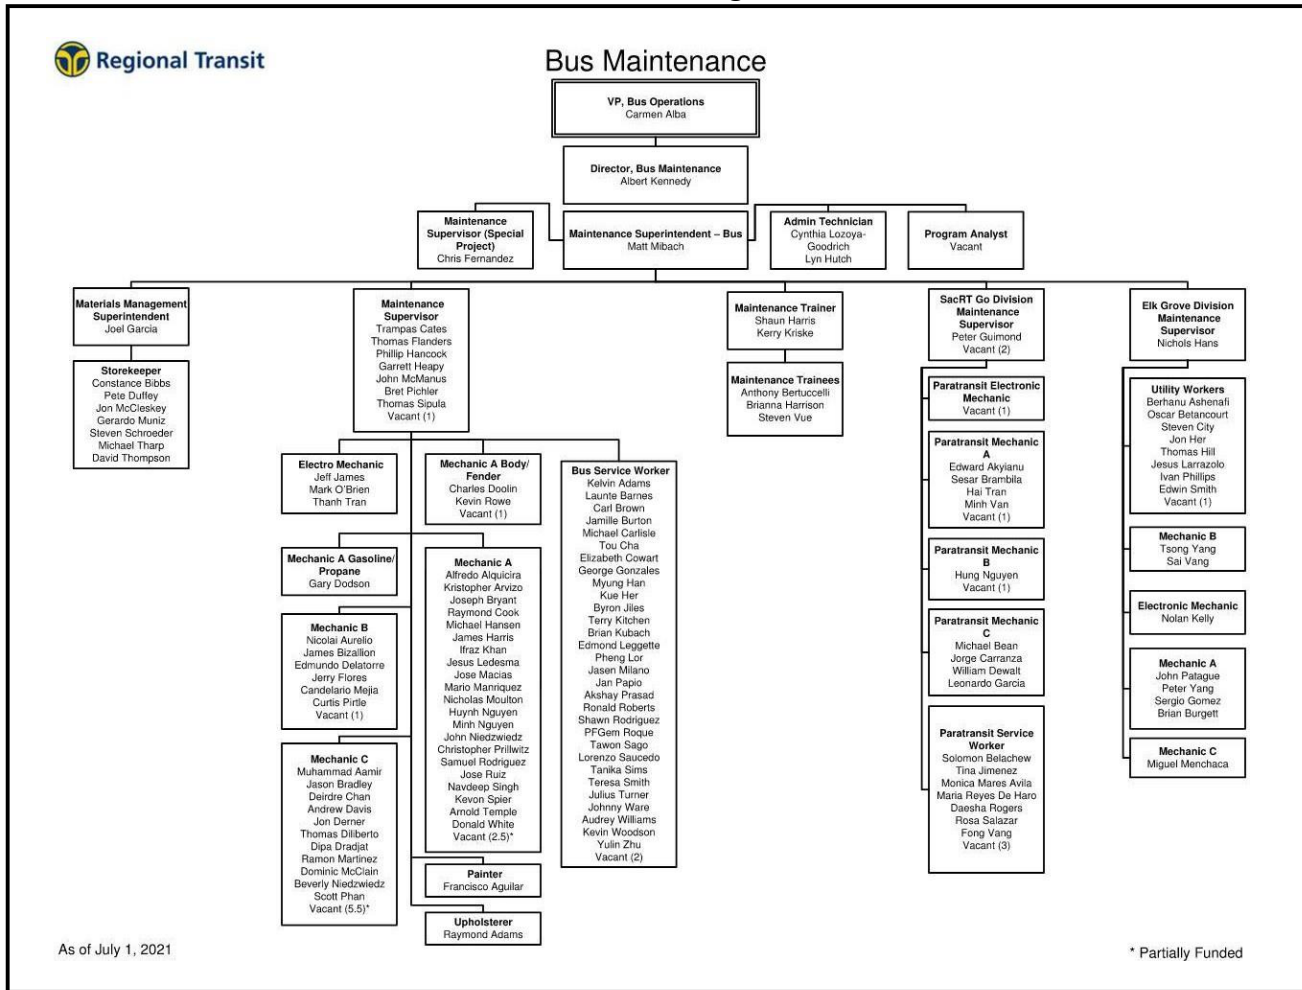 Regional Transit
Bus Maintenance
VP, Bus Operations
Carmen Alba
Director, Bus Maintenance
Albert Kennedy
Maintenance
Supervisor (Special
Project)
Chris Fernandez
Maintenance Superintendent – Bus
Matt Mibach
Admin Technician
Cynthia Lozoya-
Goodrich
Lyn Hutch
Program Analyst
Vacant
Materials Management
Superintendent
Joel Garcia
Storekeeper
Constance Bibbs
Pete Duffey
Jon McCleskey
Gerardo Muniz
Steven Schroeder
Michael Tharp
David Thompson
Maintenance
Supervisor
Trampas Cates
Thomas Flanders
Phillip Hancock
Garrett Heapy
John McManus
Bret Pichler
Thomas Sipula
Vacant (1)
Electro Mechanic
Jeff James
Mark O'Brien
Thanh Tran
Mechanic A Body/
Fender
Charles Doolin
Kevin Rowe
Vacant (1)
Mechanic A Gasoline/
Propane
Gary Dodson
Mechanic A
Alfredo Alquicira
Kristopher Arvizo
Joseph Bryant
Raymond Cook
Michael Hansen
James Harris
Ifraz Khan
Jesus Ledesma
Jose Macias
Mario Manriquez
Nicholas Moulton
Huynh Nguyen
Minh Nguyen
John Niedzwiedz
Christopher Prillwitz
Samuel Rodriguez
Jose Ruiz
Navdeep Singh
Kevon Spier
Arnold Temple
Donald White
Vacant (2.5)*
Mechanic B
Nicolai Aurelio
James Bizallion
Edmundo Delatorre
Jerry Flores
Candelario Mejia
Curtis Pirtle
Vacant (1)
Mechanic C
Muhammad Aamir
Jason Bradley
Deirdre Chan
Andrew Davis
Jon Derner
Thomas Diliberto
Dipa Dradjat
Ramon Martinez
Dominic McClain
Beverly Niedzwiedz
Scott Phan
Vacant (5.5)*
Painter
Francisco Aguilar
Upholsterer
Raymond Adams
Bus Service Worker
Kelvin Adams
Launte Barnes
Carl Brown
Jamille Burton
Michael Carlisle
Tou Cha
Elizabeth Cowart
George Gonzales
Myung Han
Kue Her
Byron Jiles
Terry Kitchen
Brian Kubach
Edmond Leggette
Pheng Lor
Jasen Milano
Jan Papio
Akshay Prasad
Ronald Roberts
Shawn Rodriguez
PFGem Roque
Tawon Sago
Lorenzo Saucedo
Tanika Sims
Teresa Smith
Julius Turner
Johnny Ware
Audrey Williams
Kevin Woodson
Yulin Zhu
Vacant (2)
Maintenance Trainer
Shaun Harris
Kerry Kriske
Maintenance Trainees
Anthony Bertuccelli
Brianna Harrison
Steven Vue
SacRT Go Division
Maintenance
Supervisor
Peter Guimond
Vacant (2)
Paratransit Electronic
Mechanic
Vacant (1)
Paratransit Mechanic
A
Edward Akyianu
Sesar Brambila
Hai Tran
Minh Van
Vacant (1)
Paratransit Mechanic
B
Hung Nguyen
Vacant (1)
Paratransit Mechanic
C
Michael Bean
Jorge Carranza
William Dewalt
Leonardo Garcia
Paratransit Service
Worker
Solomon Belachew
Tina Jimenez
Monica Mares Avila
Maria Reyes De Haro
Daesha Rogers
Rosa Salazar
Fong Vang
Vacant (3)
Elk Grove Division
Maintenance
Supervisor
Nichols Hans
Utility Workers
Berhanu Ashenafi
Oscar Betancourt
Steven City
Jon Her
Thomas Hill
Jesus Larrazolo
Ivan Phillips
Edwin Smith
Vacant (1)
Mechanic B
Tsong Yang
Sai Vang
Electronic Mechanic
Nolan Kelly
Mechanic A
John Patague
Peter Yang
Sergio Gomez
Brian Burgett
Mechanic C
Miguel Menchaca
As of July 1, 2021
* Partially Funded